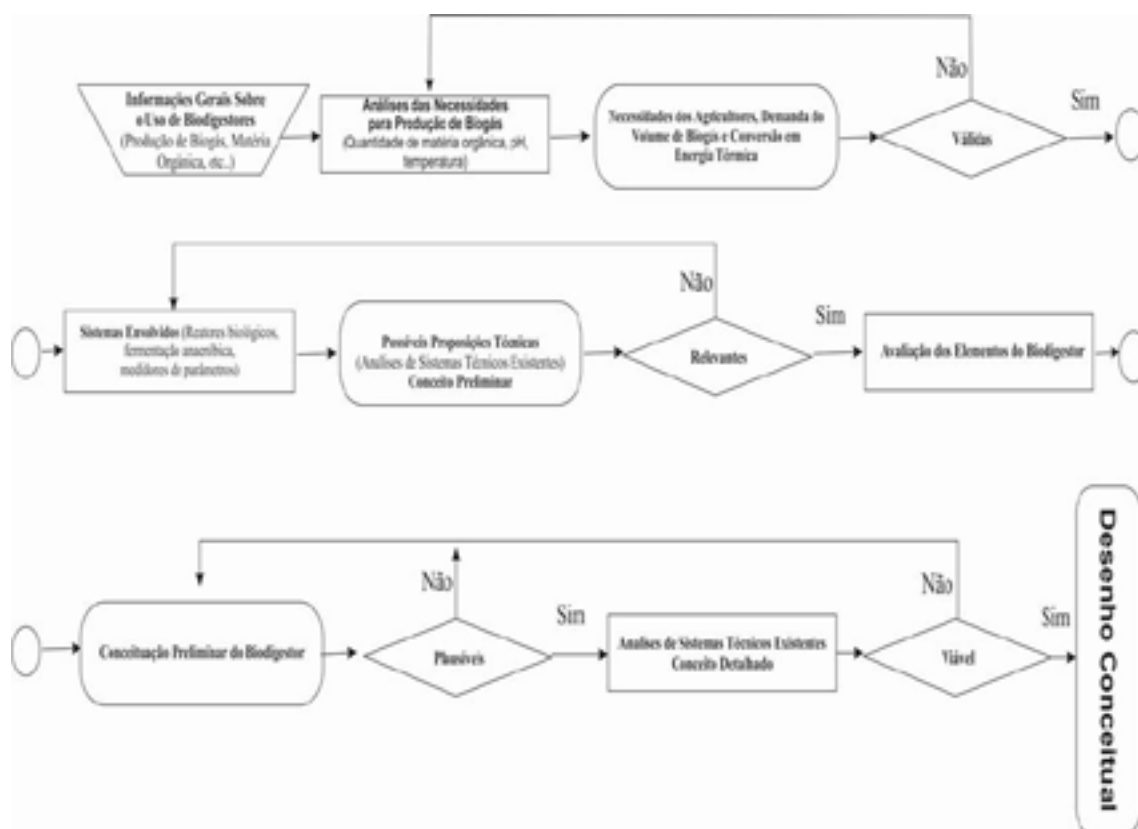 Não
Informações Gerais Sobre
o Uso de Biodigestores
(Produção de Biogás, Matéria
Orgânica, etc..)
Análises das Necessidades
para Produção de Biogás
(Quantidade de matéria orgânica, pH,
temperatura)
Necessidades dos Agricultores, Demanda do
Volume de Biogás e Conversão em
Energia Térmica
Válidas
Sim
Não
Sistemas Envolvidos (Reatores biológicos,
fermentação anaeróbica,
medidores de parâmetros)
Possíveis Proposições Técnicas
(Analises de Sistemas Técnicos Existentes)
Conceito Preliminar
Relevantes
Sim
Avaliação dos Elementos do Biodigestor
Não
Não
Conceituação Preliminar do Biodigestor
Plausíveis
Sim
Analises de Sistemas Técnicos Existentes
Conceito Detalhado
Viável
Sim
Desenho Conceitual